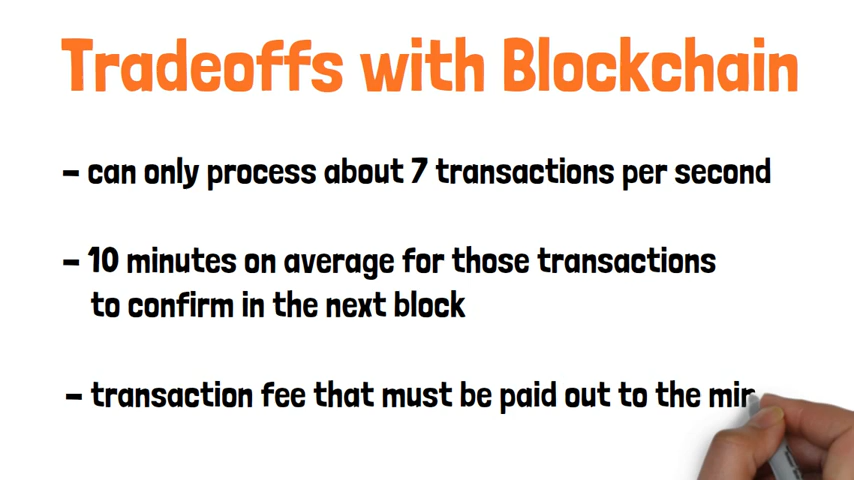 Tradeoffs with Blockchain
- can only process about 7 transactions per second
- 10 minutes on average for those transactions
to confirm in the next block
- transaction fee that must be paid out to the